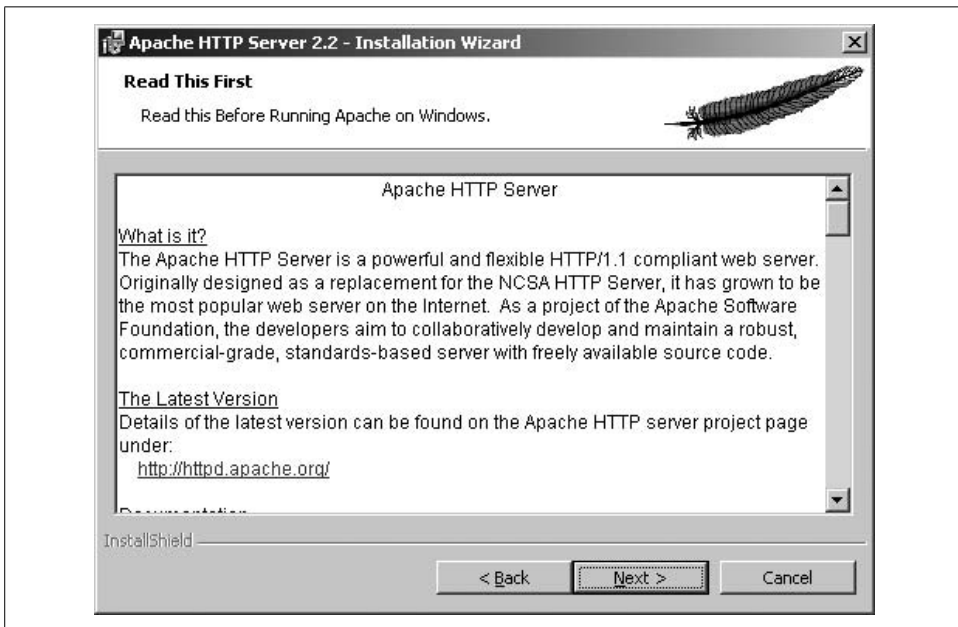 Apache HTTP Server 2.2 - Installation Wizard
Read This First
Read this Before Running Apache on Windows.
Apache HTTP Server
What is it?
The Apache HTTP Server is a powerful and flexible HTTP/1.1 compliant web server.
Originally designed as a replacement for the NCSA HTTP Server, it has grown to be
the most popular web server on the Internet. As a project of the Apache Software
Foundation, the developers aim to collaboratively develop and maintain a robust,
commercial-grade, standards-based server with freely available source code.
The Latest Version
Details of the latest version can be found on the Apache HTTP server project page
under:
http://httpd.apache.org/
Documentation
InstallShield
< Back
Next >
Cancel